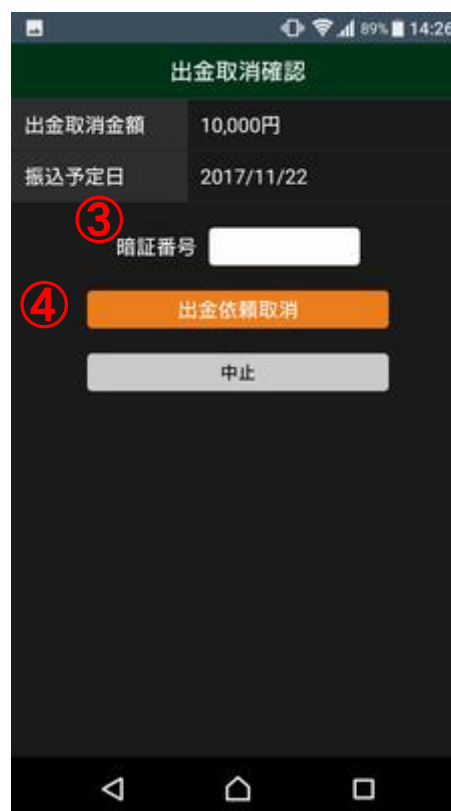 89% 14:26
出金取消確認
出金取消金額 10,000円
振込予定日 2017/11/22
③
暗証番号
④ 出金依頼取消
中止